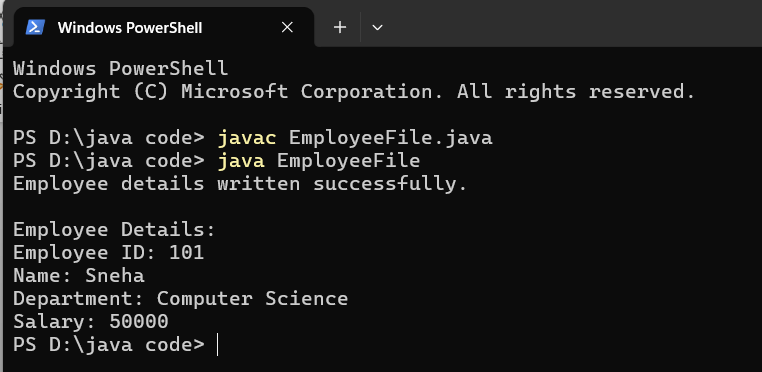 Windows PowerShell
Windows PowerShell
Copyright (C) Microsoft Corporation. All rights reserved.
PS D:\java code> javac EmployeeFile.java
PS D:\java code> java EmployeeFile
Employee details written successfully.
Employee Details:
Employee ID: 101
Name: Sneha
Department: Computer Science
Salary: 50000
PS D:\java code>